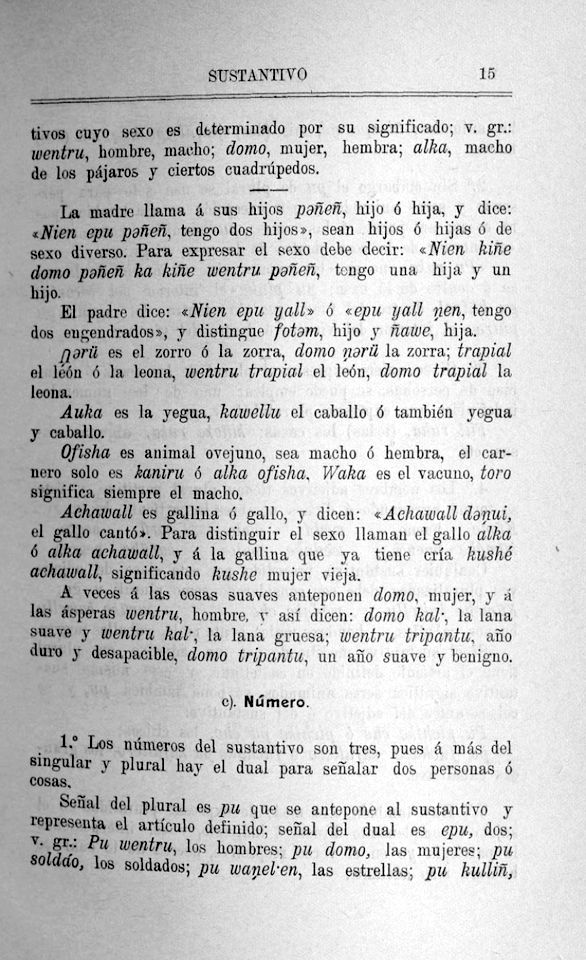 SUSTANTIVO 15
tivos cuyo sexo es determinado por su significado; v. gr.:
wentru, hombre, macho; domo, mujer, hembra; alka, macho
de los pájaros y ciertos cuadrúpedos.
La madre llama á sus hijos pəñeñ, hijo ó hija, y dice:
«Nien epu pəñeñ, tengo dos hijos», sean hijos ó hijas ó de
sexo diverso. Para expresar el sexo debe decir: «Nien kiñe
domo pəñeñ ka kiñe wentru pəñeñ, tengo una hija y un
hijo.
El padre dice: «Nien epu yall» ó «epu yall ṇen, tengo
dos engendrados», y distingue fotəm, hijo y ñawe, hija.
Ṇərü es el zorro ó la zorra, domo ṇərü la zorra; trapial
el léón ó la leona, wentru trapial el león, domo trapial la
leona.
Auka es la yegua, kawellu el caballo ó también yegua
y caballo.
Ofisha es animal ovejuno, sea macho ó hembra, el car-
nero solo es kaniru ó alka ofisha. Waka es el vacuno, toro
significa siempre el macho.
Achawall es gallina ó gallo, y dicen: «Achawall dəṇui,
el gallo cantó». Para distinguir el sexo llaman el gallo alka
ó alka achawall, y á la gallina que ya tiene cría kushé
achawall, significando kushe mujer vieja.
A veces á las cosas suaves anteponen domo, mujer, y á
las ásperas wentru, hombre, y así dicen: domo kal·, la lana
suave y wentru kal·, la lana gruesa; wentru tripantu, año
duro y desapacible, domo tripantu, un año suave y benigno.
c). Número.
1.° Los números del sustantivo son tres, pues á más del
singular y plural hay el dual para señalar dos personas ó
cosas.
Señal del plural es pu que se antepone al sustantivo y
representa el artículo definido; señal del dual es epu, dos;
v. gr.: Pu wentru, los hombres; pu domo, las mujeres; pu
soldáo, los soldados; pu waṇel·en, las estrellas; pu kulliñ,